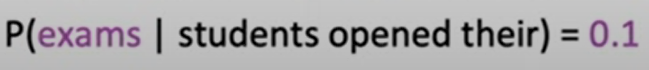 P(exams | students opened their) = 0.1